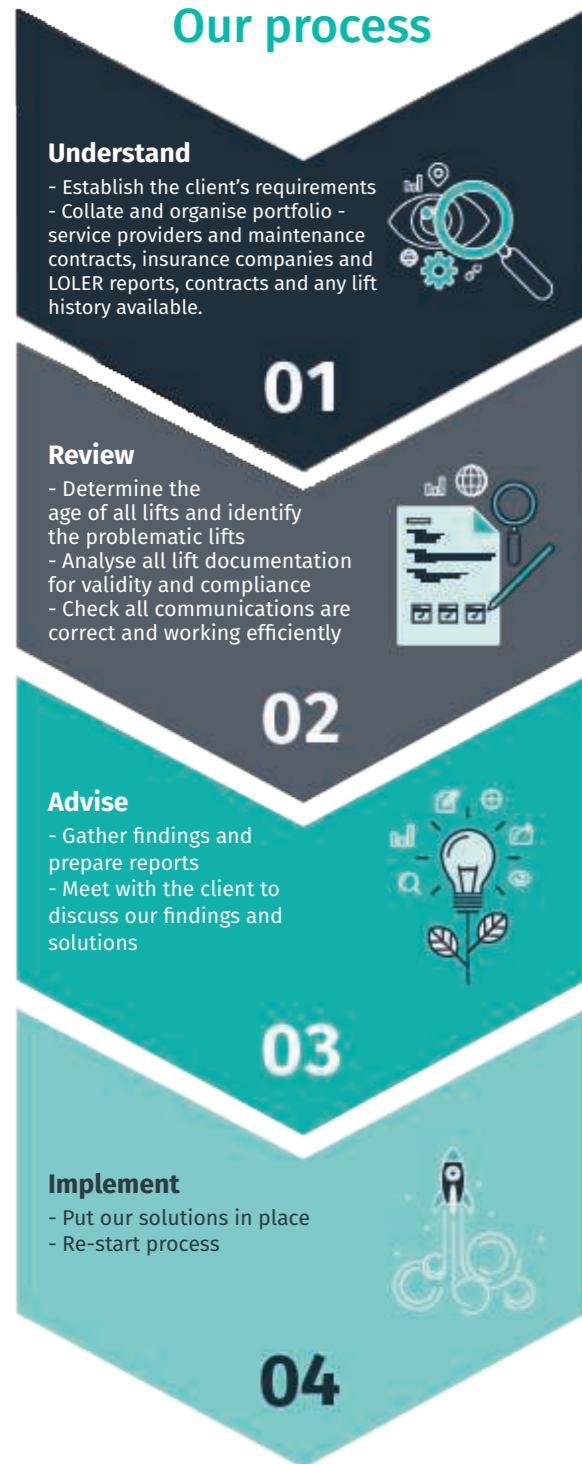 Our process
Understand
- Establish the client's requirements
- Collate and organise portfolio -
service providers and maintenance
contracts, insurance companies and
LOLER reports, contracts and any lift
history available.
01
Review
- Determine the
age of all lifts and identify
the problematic lifts
- Analyse all lift documentation
for validity and compliance
- Check all communications are
correct and working efficiently
02
Advise
- Gather findings and
prepare reports
- Meet with the client to
discuss our findings and
solutions
03
Implement
- Put our solutions in place
- Re-start process
04